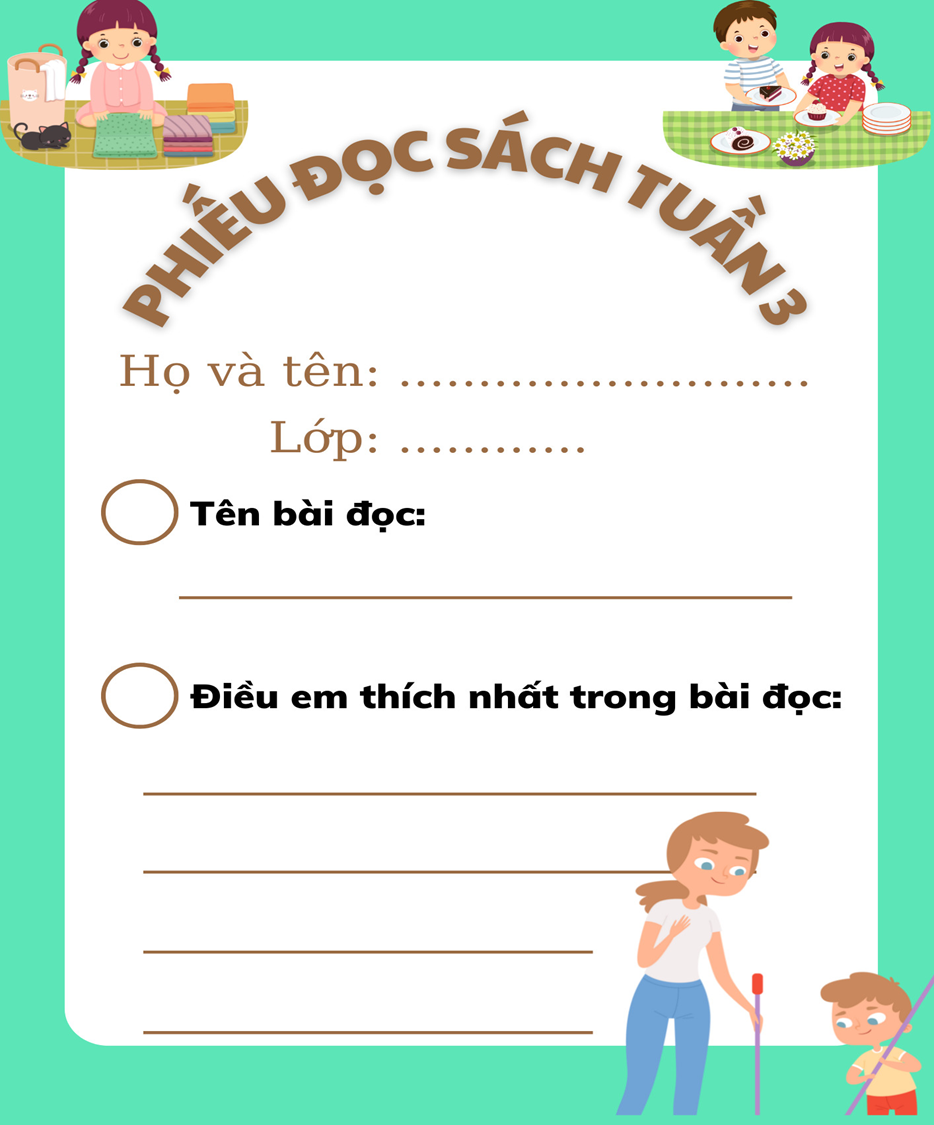 PHIẾU ĐỌC SÁCH TUẦN 3
Họ và tên: ..........................
Lớp: ............
Tên bài đọc:
Điều em thích nhất trong bài đọc: